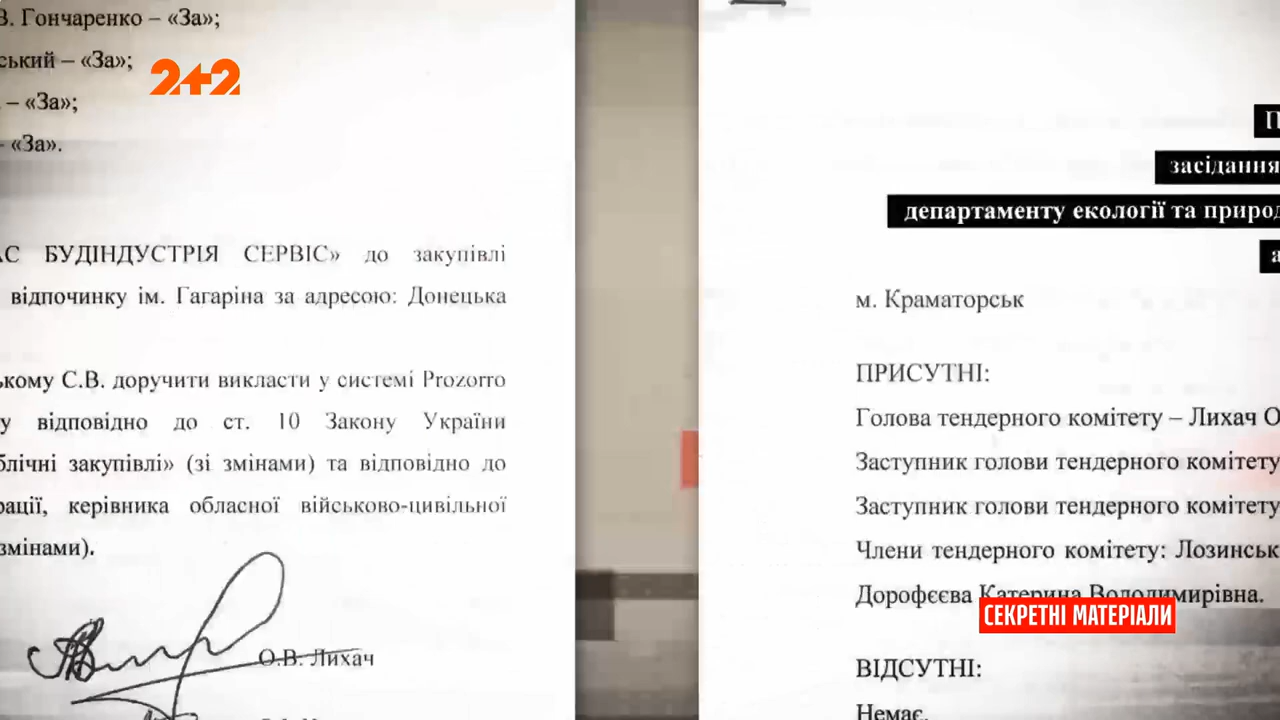 В. Гончаренко – «За»;
ський – «За»;
– «За»;
– «За».
2+2
АС БУДІНДУСТРІЯ СЕРВІС» до закупівлі
відпочинку ім. Гагаріна за адресою: Донецька
ькому С.В. доручити викласти у системі Prozorro
у відповідно до ст. 10 Закону України
блічні закупівлі» (зі змінами) та відповідно до
рації, керівника обласної військово-цивільної
змінами).
О.В. Лихач
П
засідання
департаменту екології та природ
а
м. Краматорськ
ПРИСУТНІ:
Голова тендерного комітету – Лихач О
Заступник голови тендерного комітету
Заступник голови тендерного комітету
Члени тендерного комітету: Лозинськ
Дорофєєва Катерина Володимирівна.
СЕКРЕТНІ МАТЕРІАЛИ
ВІДСУТНІ:
Немає.